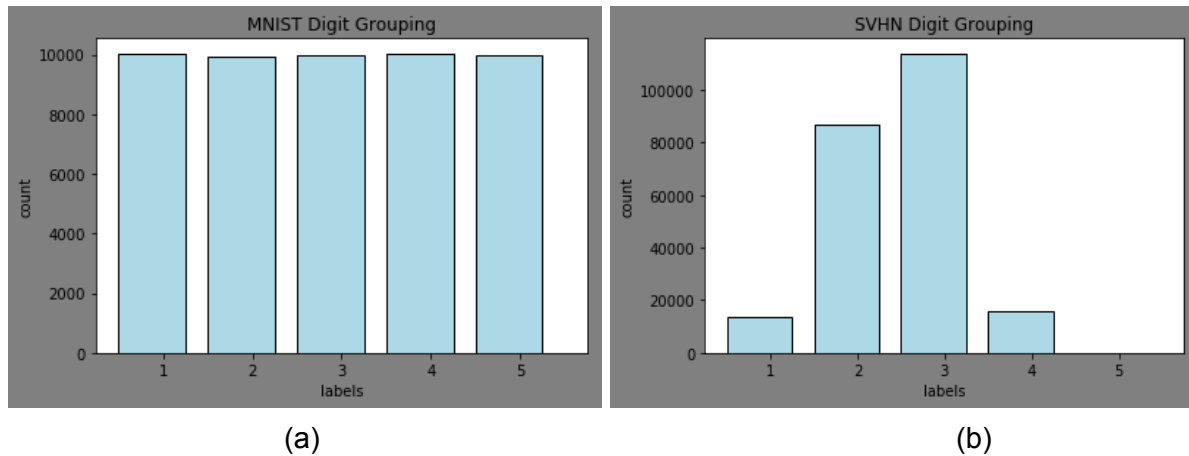 MNIST Digit Grouping
10000
8000
6000
4000
2000
0
count
1 2 3 4 5
labels
(a)
SVHN Digit Grouping
100000
80000
60000
40000
20000
0
count
1 2 3 4 5
labels
(b)